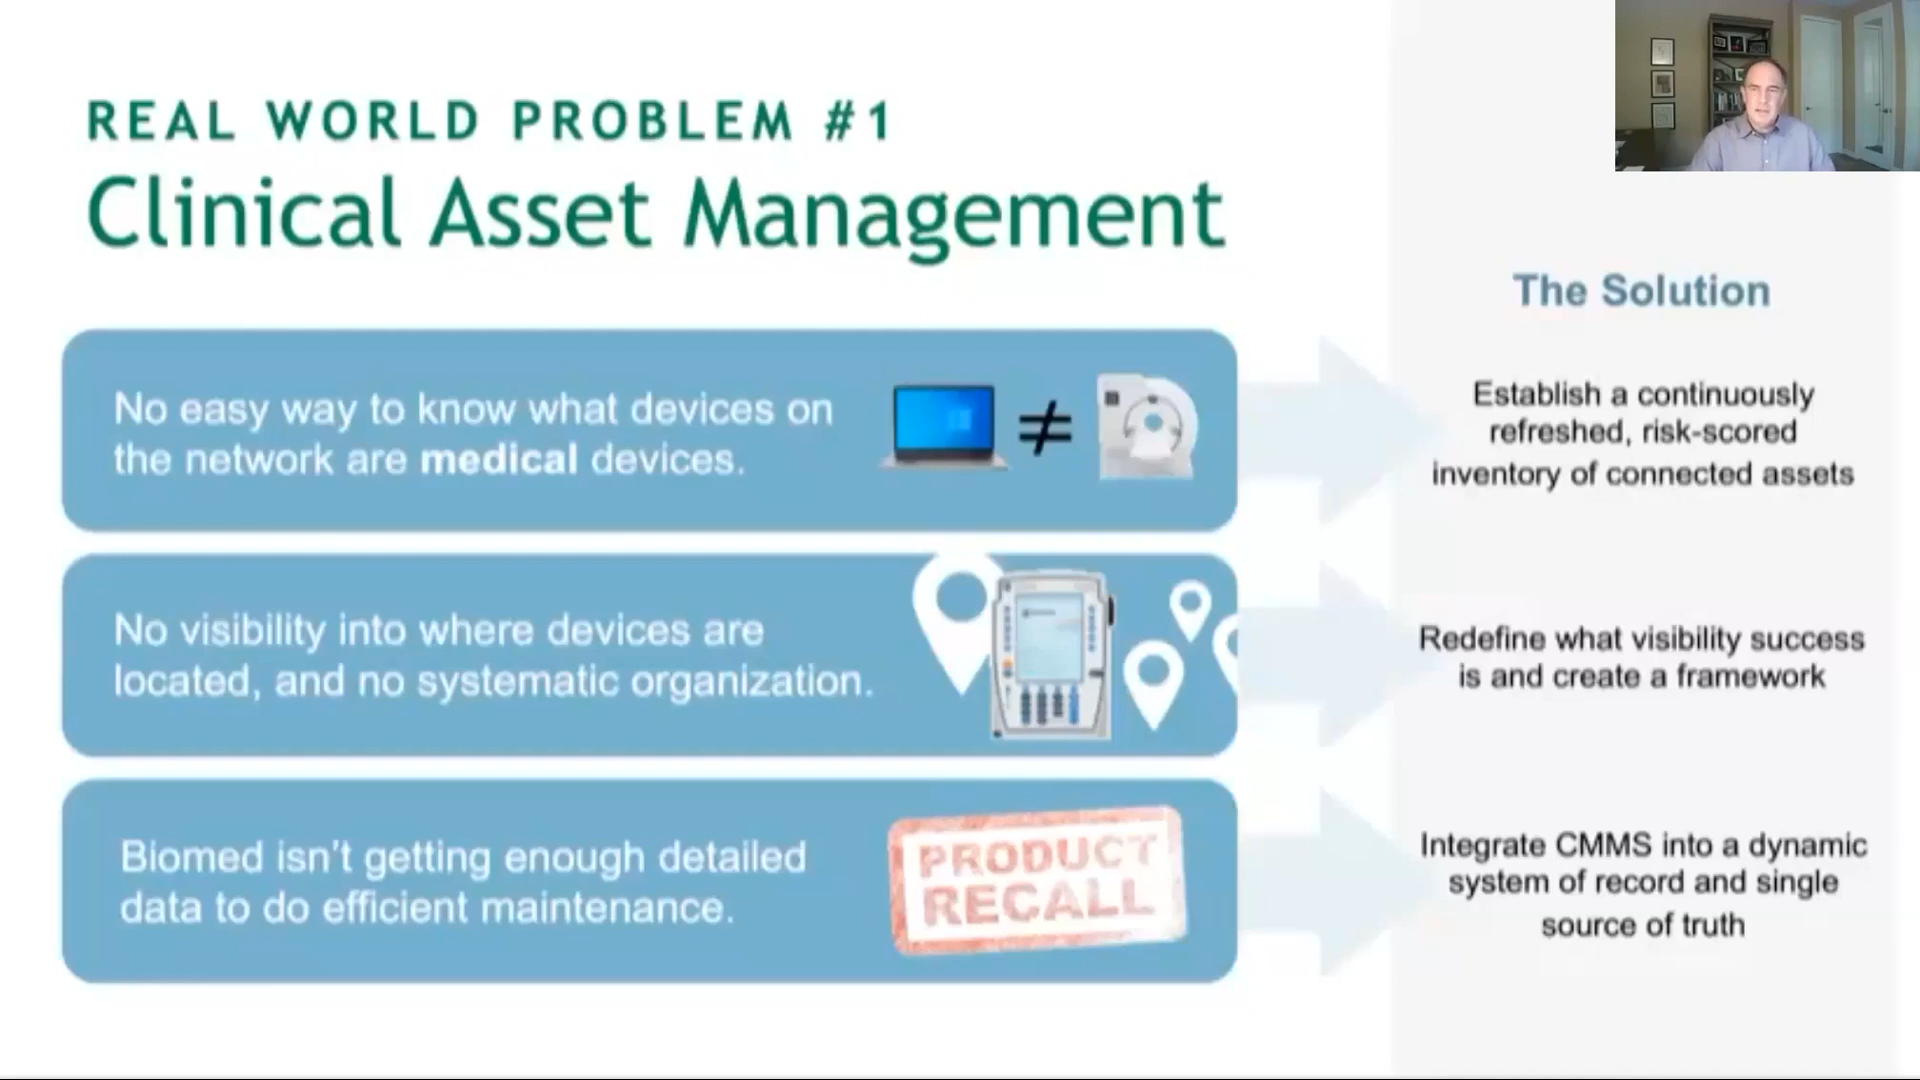 REAL WORLD PROBLEM #1
Clinical Asset Management
The Solution
No easy way to know what devices on
the network are medical devices.
Establish a continuously
refreshed, risk-scored
inventory of connected assets
No visibility into where devices are
located, and no systematic organization.
Redefine what visibility success
is and create a framework
Biomed isn't getting enough detailed
data to do efficient maintenance.
PRODUCT
RECALL
Integrate CMMS into a dynamic
system of record and single
source of truth